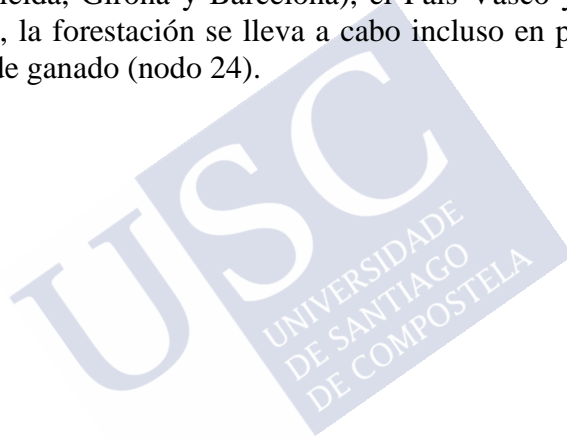 eida, Girona y Barcelona), el País Vasco y
, la forestación se lleva a cabo incluso en p
de ganado (nodo 24).
USC
UNIVERSIDADE
DE SANTIAGO
DE COMPOSTELA